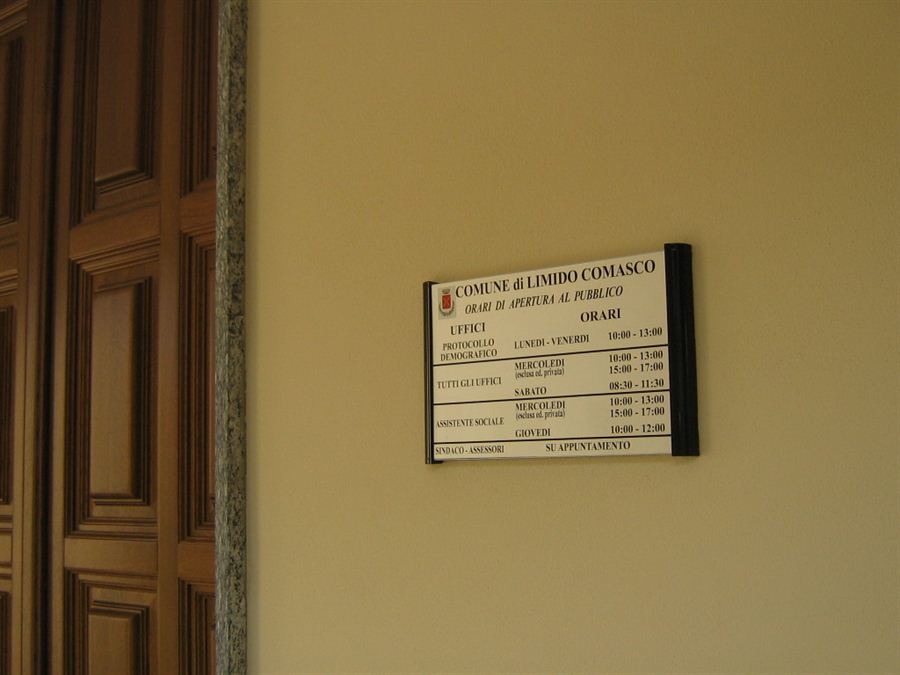 COMUNE di LIMIDO COMASCO
ORARI DI APERTURA AL PUBBLICO
UFFICI ORARI
PROTOCOLLO
DEMOGRAFICO LUNEDI - VENERDI 10:00 - 13:00
TUTTI GLI UFFICI MERCOLEDI 10:00 - 13:00
(esclusa ed. privata) 15:00 - 17:00
SABATO 08:30 - 11:30
ASSISTENTE SOCIALE MERCOLEDI 10:00 - 13:00
(esclusa ed. privata) 15:00 - 17:00
GIOVEDI 10:00 - 12:00
SINDACO - ASSESSORI SU APPUNTAMENTO